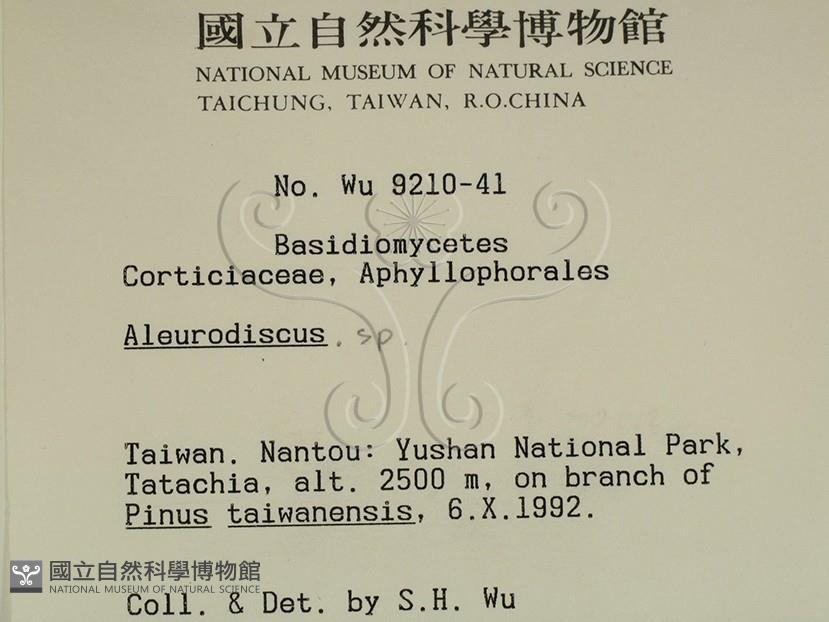 國立自然科學博物館
NATIONAL MUSEUM OF NATURAL SCIENCE
TAICHUNG, TAIWAN, R.O.CHINA
No. Wu 9210-41
Basidiomycetes
Corticiaceae, Aphyllophorales
Aleurodiscus. sp.
Taiwan. Nantou: Yushan National Park,
Tatachia, alt. 2500 m, on branch of
Pinus taiwanensis, 6.X.1992.
國立自然科學博物館
NATIONAL MUSEUM OF NATURAL SCIENCE
Coll. & Det. by S.H. Wu